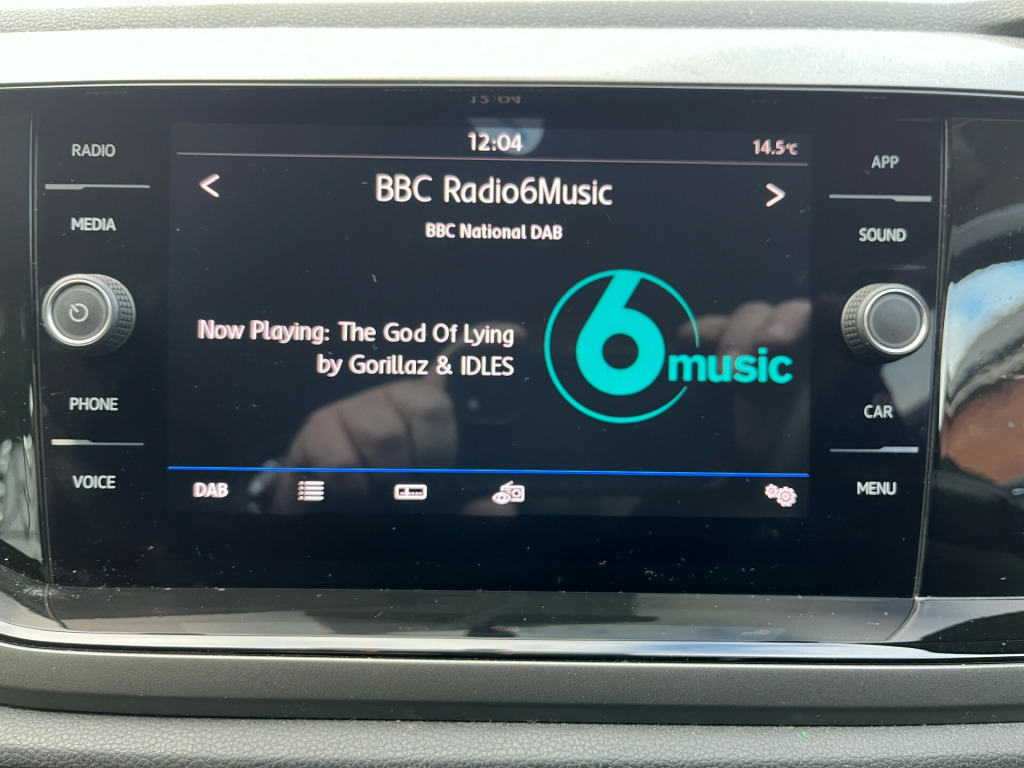 12:04
14.5°C
RADIO
MEDIA
PHONE
VOICE
< BBC Radio6Music >
BBC National DAB
Now Playing: The God Of Lying
by Gorillaz & IDLES
6music
DAB
APP
SOUND
CAR
MENU